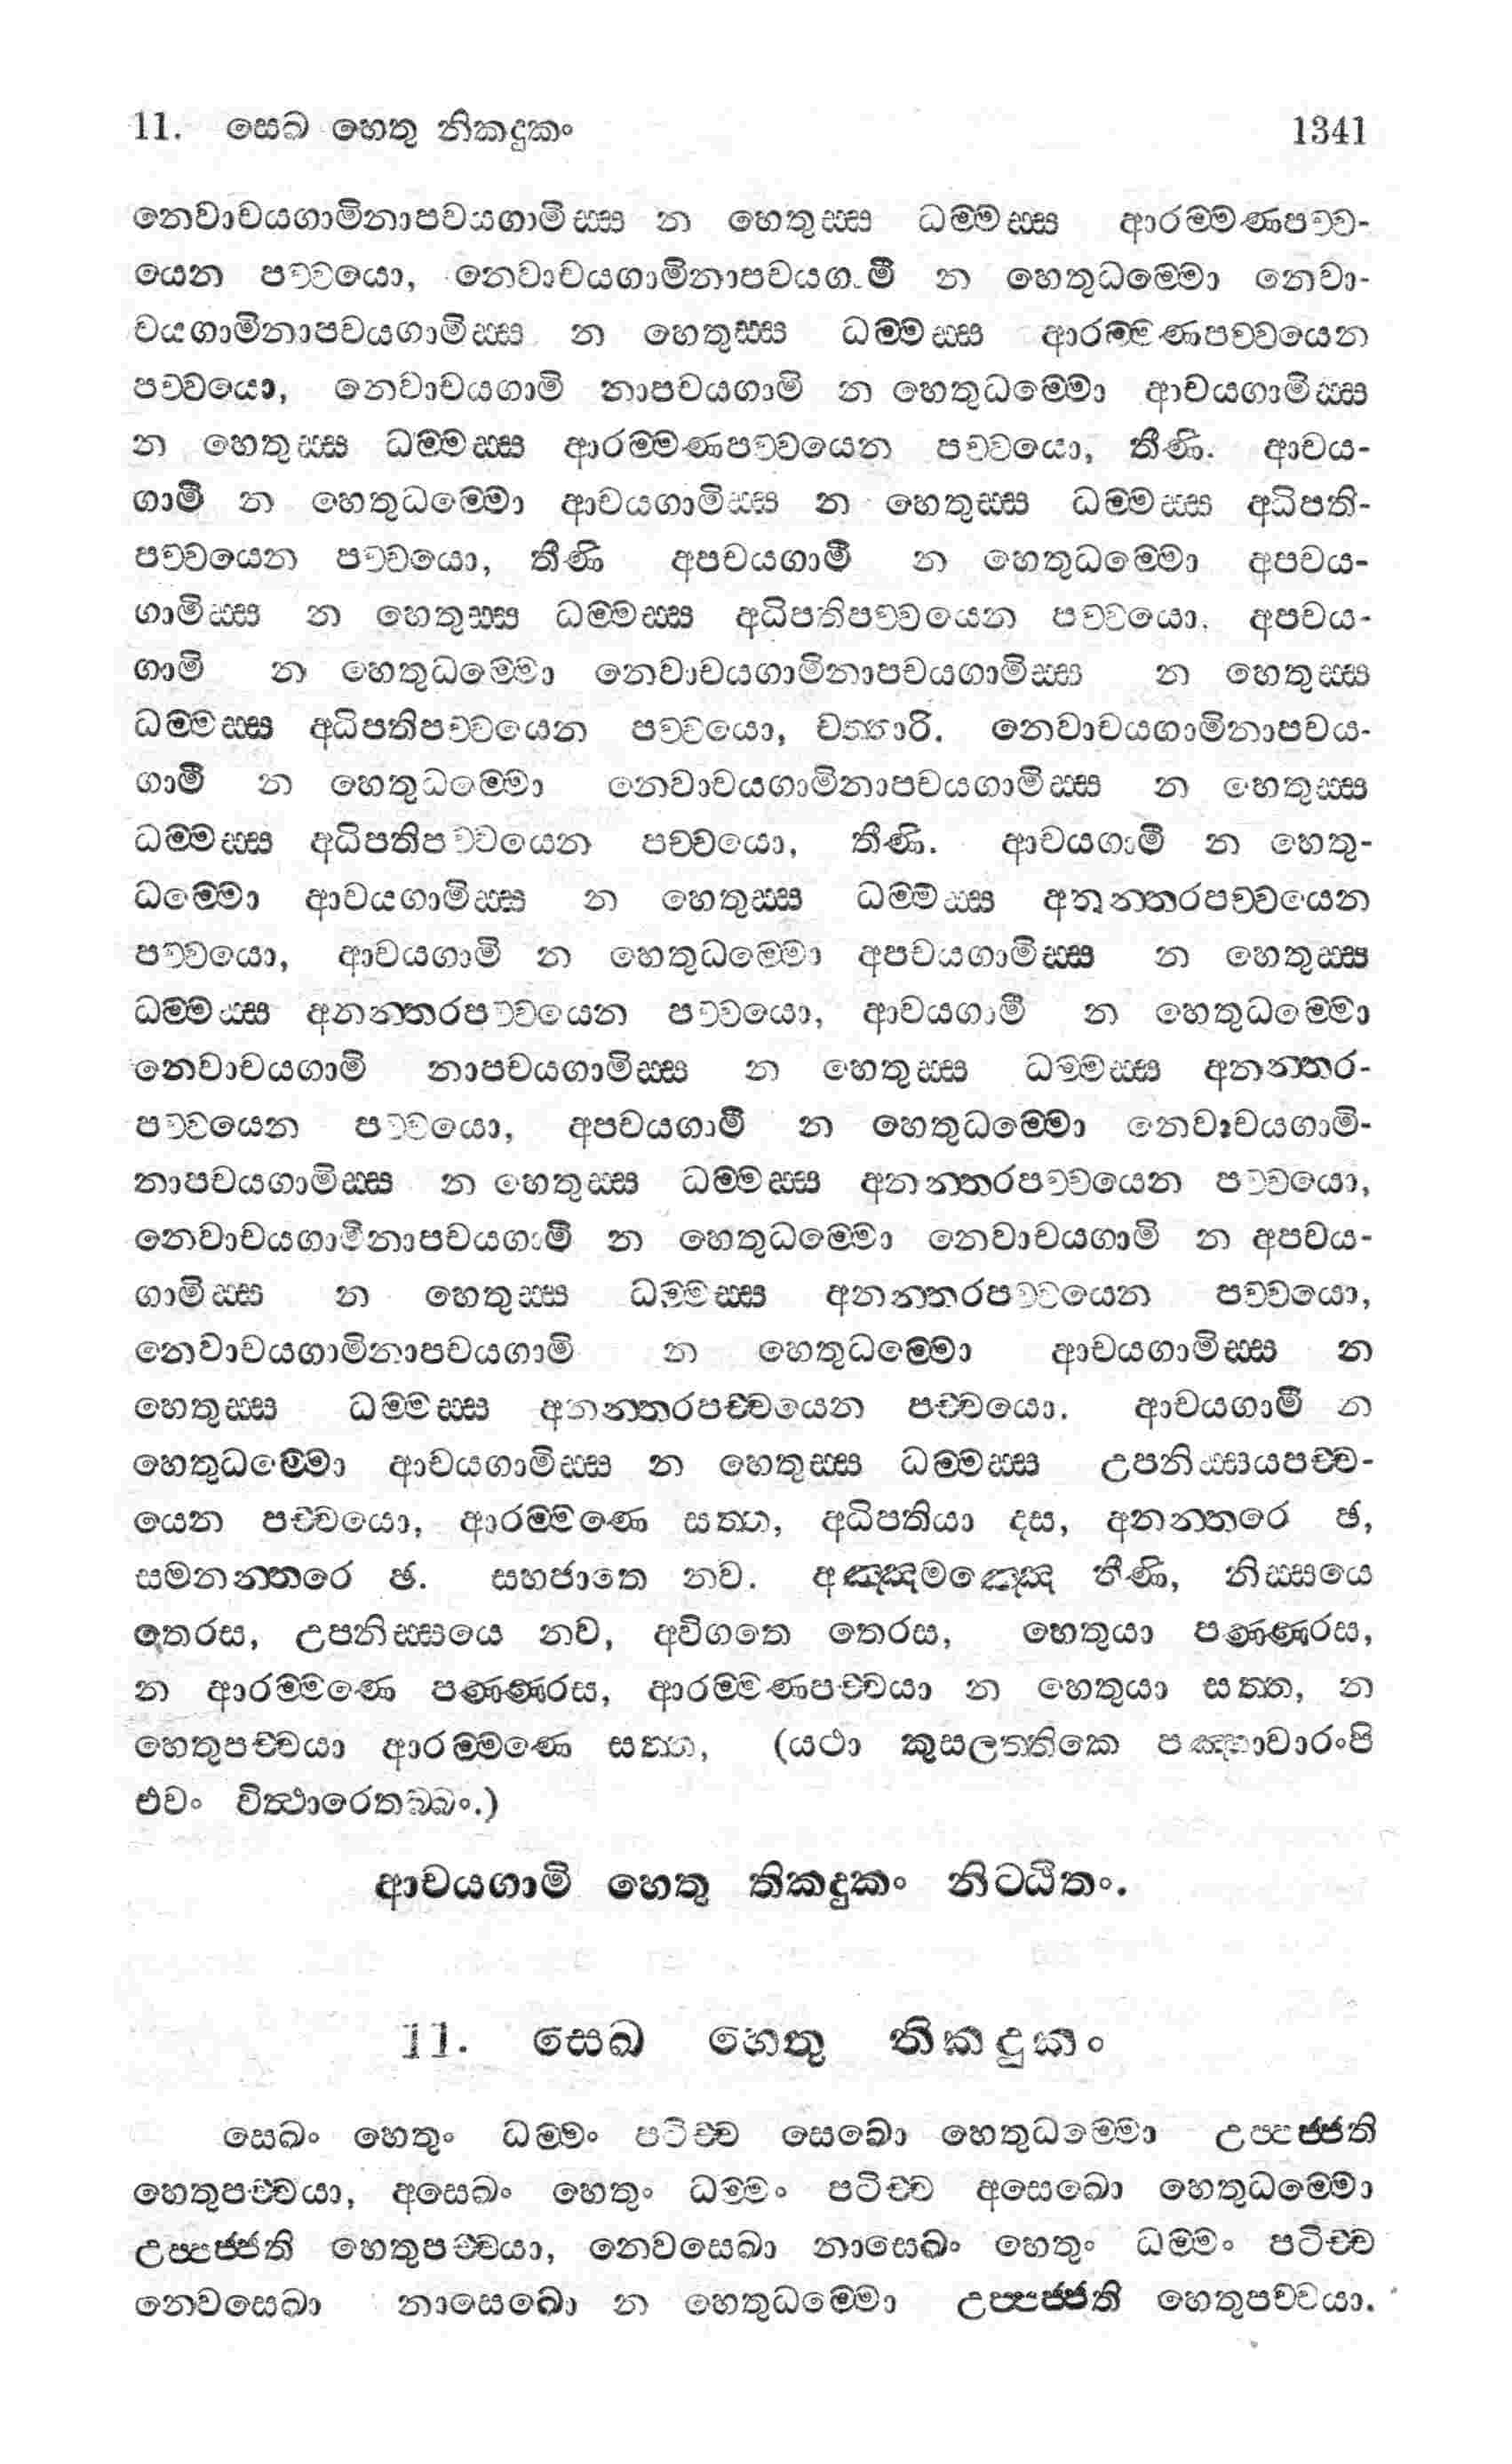 11. සෙඛ හෙතු නිකදුකං 1341
නෙවාචයගාමිනාපචයගාමිස්ස න හෙතුස්ස ධම්මස්ස ආරම්මණපච්ච-
යෙන පච්චයො, නෙවාචයගාමිනාපචයගාමී න හෙතුධම්මො නෙවා-
චයගාමිනාපචයගාමිස්ස න හෙතුස්ස ධම්මස්ස ආරම්මණපච්චයෙන
පච්චයො, නෙවාචයගාමි නාපචයගාමි න හෙතුධම්මො ආචයගාමිස්ස
න හෙතුස්ස ධම්මස්ස ආරම්මණපච්චයෙන පච්චයො, තීණි. ආචය-
ගාමී න හෙතුධම්මො ආචයගාමිස්ස න හෙතුස්ස ධම්මස්ස අධිපති-
පච්චයෙන පච්චයො, තීණි අපචයගාමී න හෙතුධම්මො අපචය-
ගාමිස්ස න හෙතුස්ස ධම්මස්ස අධිපතිපච්චයෙන පච්චයො. අපචය-
ගාමි න හෙතුධම්මො නෙවාචයගාමිනාපචයගාමිස්ස න හෙතුස්ස
ධම්මස්ස අධිපතිපච්චයෙන පච්චයො, චත්තාරි. නෙවාචයගාමිනාපචය-
ගාමී න හෙතුධම්මො නෙවාචයගාමිනාපචයගාමිස්ස න හෙතුස්ස
ධම්මස්ස අධිපතිපච්චයෙන පච්චයො, තීණි. ආචයගාමී න හෙතු-
ධම්මො ආචයගාමිස්ස න හෙතුස්ස ධම්මස්ස අනන්තරපච්චයෙන
පච්චයො, ආචයගාමි න හෙතුධම්මො අපචයගාමිස්ස න හෙතුස්ස
ධම්මස්ස අනන්තරපච්චයෙන පච්චයො, ආචයගාමී න හෙතුධම්මො
නෙවාචයගාමි නාපචයගාමිස්ස න හෙතුස්ස ධම්මස්ස අනන්තර-
පච්චයෙන පච්චයො, අපචයගාමී න හෙතුධම්මො නෙවාචයගාමි-
නාපචයගාමිස්ස න හෙතුස්ස ධම්මස්ස අනන්තරපච්චයෙන පච්චයො,
නෙවාචයගාමිනාපචයගාමී න හෙතුධම්මො නෙවාචයගාමි න අපචය-
ගාමිස්ස න හෙතුස්ස ධම්මස්ස අනන්තරපච්චයෙන පච්චයො,
නෙවාචයගාමිනාපචයගාමි න හෙතුධම්මො ආචයගාමිස්ස න
හෙතුස්ස ධම්මස්ස අනන්තරපච්චයෙන පච්චයො. ආචයගාමී න
හෙතුධම්මො ආචයගාමිස්ස න හෙතුස්ස ධම්මස්ස උපනිස්සයපච්ච-
යෙන පච්චයො, ආරම්මණෙ සත්ත, අධිපතියා දස, අනන්තරෙ ඡ,
සමනන්තරෙ ඡ. සහජාතෙ නව. අඤ්ඤමඤ්ඤෙ තීණි, නිස්සයෙ
තෙරස, උපනිස්සයෙ නව, අවිගතෙ තෙරස, හෙතුයා පණ්ණරස,
න ආරම්මණෙ පණ්ණරස, ආරම්මණපච්චයා න හෙතුයා සත්ත, න
හෙතුපච්චයා ආරම්මණෙ සත්ත, (යථා කුසලත්තිකෙ පඤ්හාවාරංපි
එවං විත්ථාරෙතබ්බං.)
ආචයගාමි හෙතු තිකදුකං නිට්ඨිතං.
11. සෙඛ හෙතු තිකදුකං
සෙඛං හෙතුං ධම්මං පටිච්ච සෙඛො හෙතුධම්මො උප්පජ්ජති
හෙතුපච්චයා, අසෙඛං හෙතුං ධම්මං පටිච්ච අසෙඛො හෙතුධම්මො
උප්පජ්ජති හෙතුපච්චයා, නෙවසෙඛා නාසෙඛං හෙතුං ධම්මං පටිච්ච
නෙවසෙඛා නාසෙඛො න හෙතුධම්මො උප්පජ්ජති හෙතුපච්චයා.